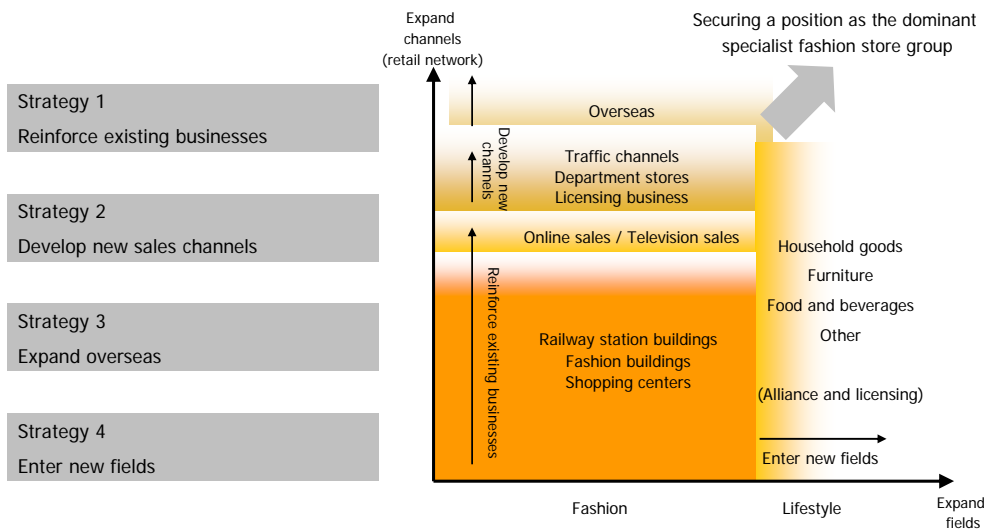 Strategy 1
Reinforce existing businesses
Strategy 2
Develop new sales channels
Strategy 3
Expand overseas
Strategy 4
Enter new fields
Expand
channels
(retail network)
Securing a position as the dominant
specialist fashion store group
Overseas
Develop new
channels
Traffic channels
Department stores
Licensing business
Online sales / Television sales
Reinforce existing businesses
Railway station buildings
Fashion buildings
Shopping centers
Household goods
Furniture
Food and beverages
Other
(Alliance and licensing)
Enter new fields
Fashion
Lifestyle
Expand
fields